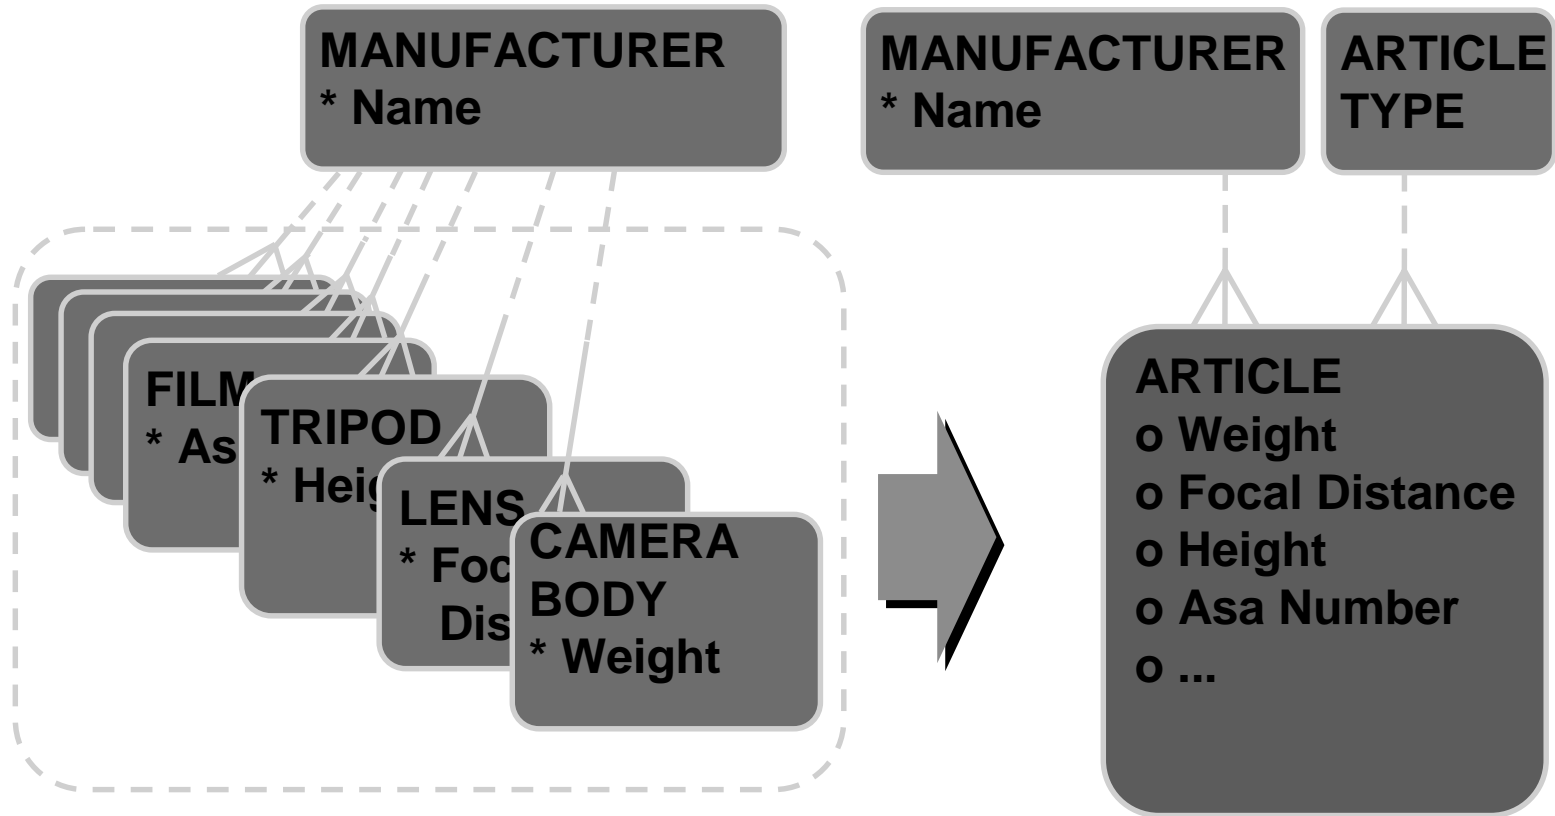 MANUFACTURER
* Name
FILM
* As
TRIPOD
* Heig
LENS
* Foc
Dis
CAMERA
BODY
* Weight
MANUFACTURER
* Name
ARTICLE
TYPE
ARTICLE
o Weight
o Focal Distance
o Height
o Asa Number
o ...